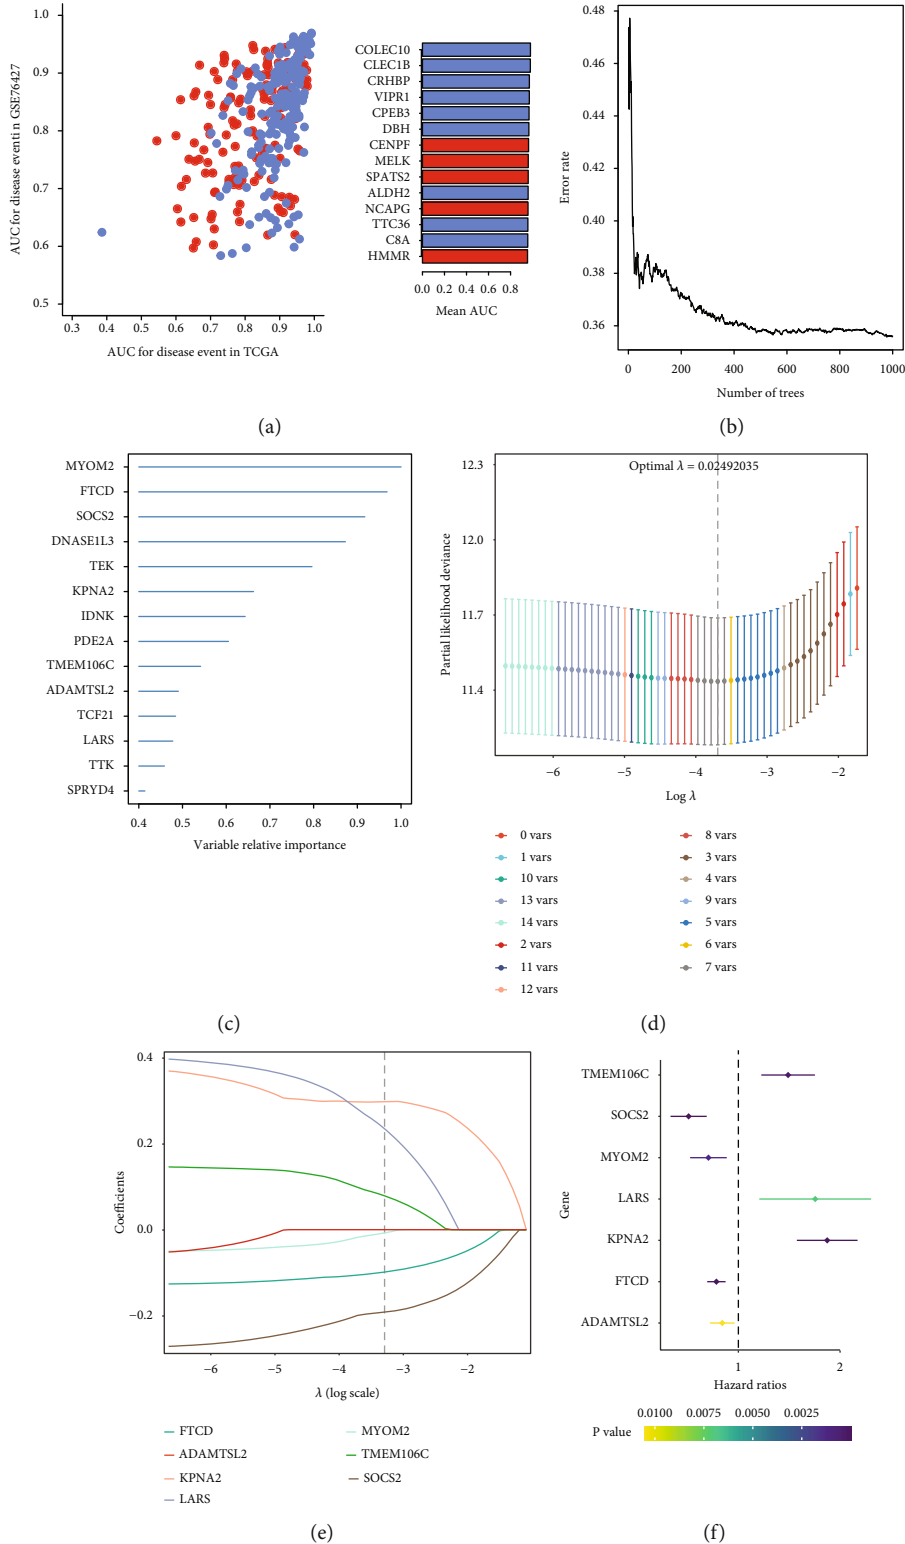 1.0
0.9
0.8
0.7
0.6
0.5
AUC for disease event in GSE76427
0.3 0.4 0.5 0.6 0.7 0.8 0.9 1.0
AUC for disease event in TCGA
COLEC10
CLEC1B
CRHBP
VIPR1
CPEB3
DBH
CENPF
MELK
SPATS2
ALDH2
NCAPG
TTC36
C8A
HMMR
0.0 0.2 0.4 0.6 0.8
Mean AUC
(a)
0.48
0.46
0.44
0.42
0.40
0.38
0.36
Error rate
0 200 400 600 800 1000
Number of trees
(b)
MYOM2
FTCD
SOCS2
DNASE1L3
TEK
KPNA2
IDNK
PDE2A
TMEM106C
ADAMTSL2
TCF21
LARS
TTK
SPRYD4
0.4 0.5 0.6 0.7 0.8 0.9 1.0
Variable relative importance
(c)
Optimal λ = 0.02492035
12.3
12.0
11.7
11.4
Partial likelihood deviance
−6 −5 −4 −3 −2
Log λ
0 vars
1 vars
10 vars
13 vars
14 vars
2 vars
11 vars
12 vars
8 vars
3 vars
4 vars
9 vars
5 vars
6 vars
7 vars
(d)
0.4
0.2
0.0
−0.2
Coefficients
−6 −5 −4 −3 −2
λ (log scale)
FTCD
ADAMTSL2
KPNA2
LARS
MYOM2
TMEM106C
SOCS2
(e)
TMEM106C
SOCS2
MYOM2
LARS
KPNA2
FTCD
ADAMTSL2
Gene
1 2
Hazard ratios
0.0100 0.0075 0.0050 0.0025
P value
(f)